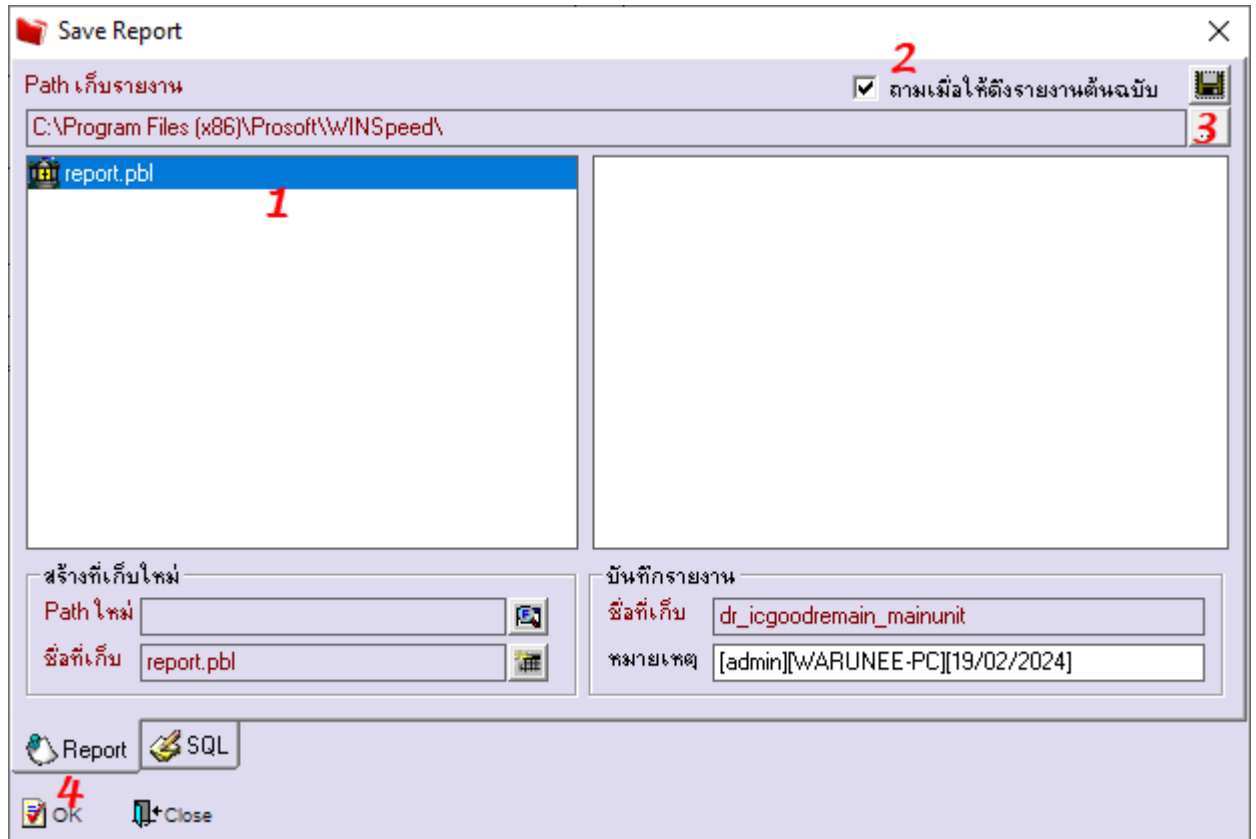 Save Report
2
Path เก็บรายงาน
ถามเมื่อให้ดึงรายงานต้นฉบับ
C:\Program Files (x86)\Prosoft\WINSpeed\
3
report.pbl
1
สร้างที่เก็บใหม่
Path ใหม่
ชื่อที่เก็บ report.pbl
บันทึกรายงาน
ชื่อที่เก็บ dr_icgoodremain_mainunit
หมายเหตุ [admin][WARUNEE-PC][19/02/2024]
Report SQL
4
OK Close